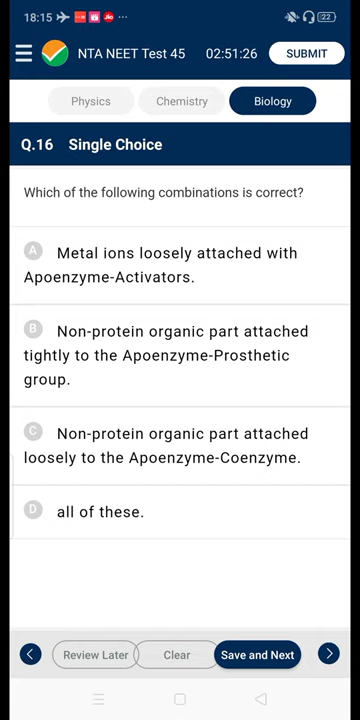 18:15 Jio ... 22
NTA NEET Test 45 02:51:26 SUBMIT
Physics Chemistry Biology
Q.16 Single Choice
Which of the following combinations is correct?
A Metal ions loosely attached with
Apoenzyme-Activators.
B Non-protein organic part attached
tightly to the Apoenzyme-Prosthetic
group.
C Non-protein organic part attached
loosely to the Apoenzyme-Coenzyme.
D all of these.
Review Later Clear Save and Next